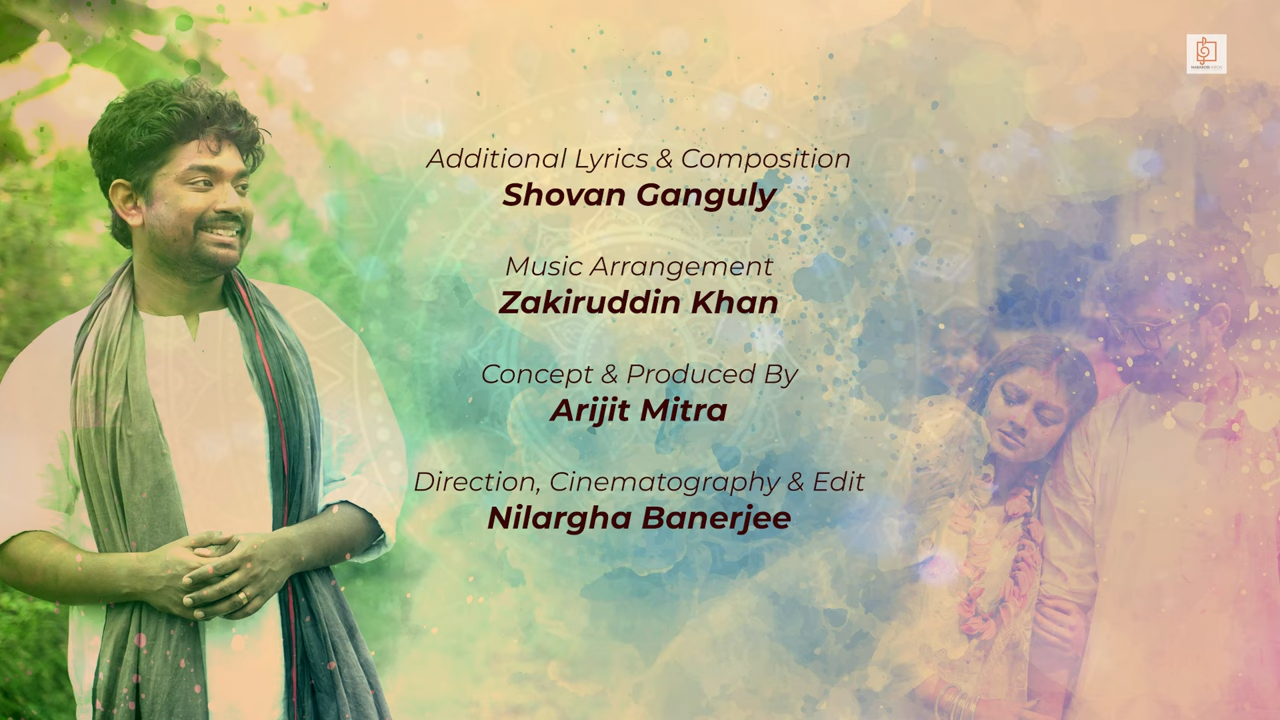 Additional Lyrics & Composition
Shovan Ganguly
Music Arrangement
Zakiruddin Khan
Concept & Produced By
Arijit Mitra
Direction, Cinematography & Edit
Nilargha Banerjee